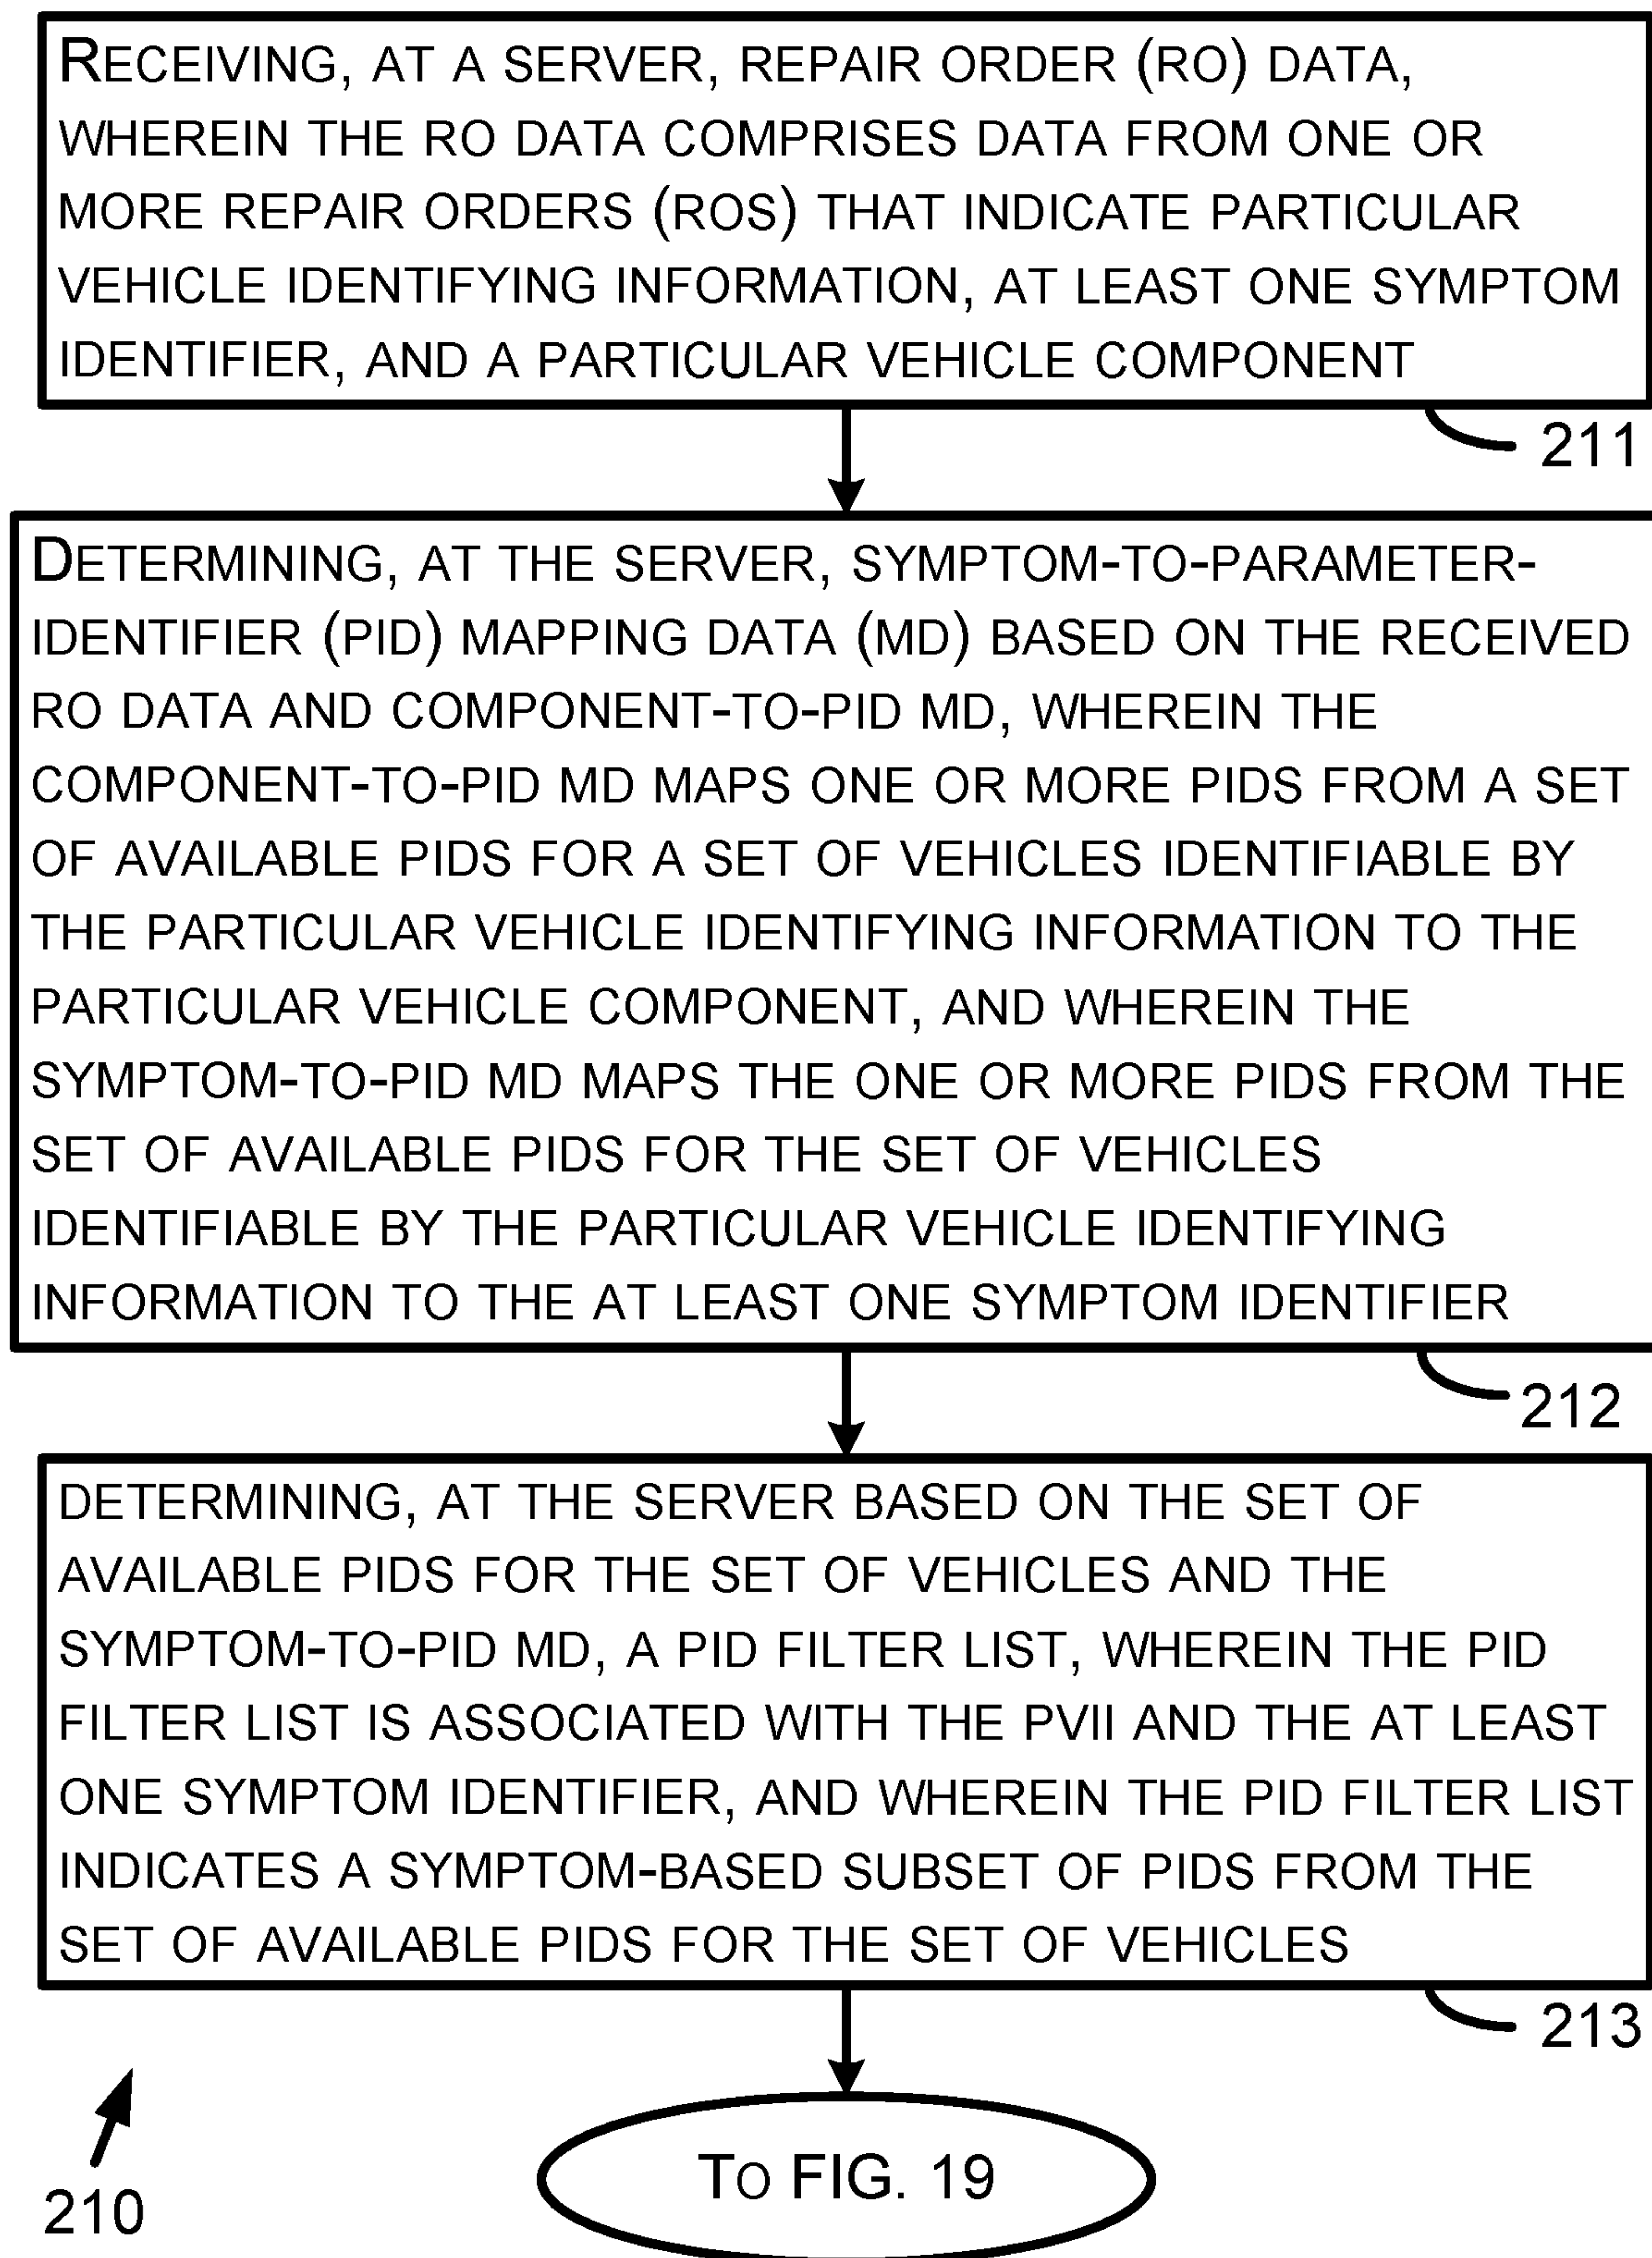 RECEIVING, AT A SERVER, REPAIR ORDER (RO) DATA,
WHEREIN THE RO DATA COMPRISES DATA FROM ONE OR
MORE REPAIR ORDERS (ROS) THAT INDICATE PARTICULAR
VEHICLE IDENTIFYING INFORMATION, AT LEAST ONE SYMPTOM
IDENTIFIER, AND A PARTICULAR VEHICLE COMPONENT
211
DETERMINING, AT THE SERVER, SYMPTOM-TO-PARAMETER-
IDENTIFIER (PID) MAPPING DATA (MD) BASED ON THE RECEIVED
RO DATA AND COMPONENT-TO-PID MD, WHEREIN THE
COMPONENT-TO-PID MD MAPS ONE OR MORE PIDS FROM A SET
OF AVAILABLE PIDS FOR A SET OF VEHICLES IDENTIFIABLE BY
THE PARTICULAR VEHICLE IDENTIFYING INFORMATION TO THE
PARTICULAR VEHICLE COMPONENT, AND WHEREIN THE
SYMPTOM-TO-PID MD MAPS THE ONE OR MORE PIDS FROM THE
SET OF AVAILABLE PIDS FOR THE SET OF VEHICLES
IDENTIFIABLE BY THE PARTICULAR VEHICLE IDENTIFYING
INFORMATION TO THE AT LEAST ONE SYMPTOM IDENTIFIER
212
DETERMINING, AT THE SERVER BASED ON THE SET OF
AVAILABLE PIDS FOR THE SET OF VEHICLES AND THE
SYMPTOM-TO-PID MD, A PID FILTER LIST, WHEREIN THE PID
FILTER LIST IS ASSOCIATED WITH THE PVII AND THE AT LEAST
ONE SYMPTOM IDENTIFIER, AND WHEREIN THE PID FILTER LIST
INDICATES A SYMPTOM-BASED SUBSET OF PIDS FROM THE
SET OF AVAILABLE PIDS FOR THE SET OF VEHICLES
213
210
TO FIG. 19